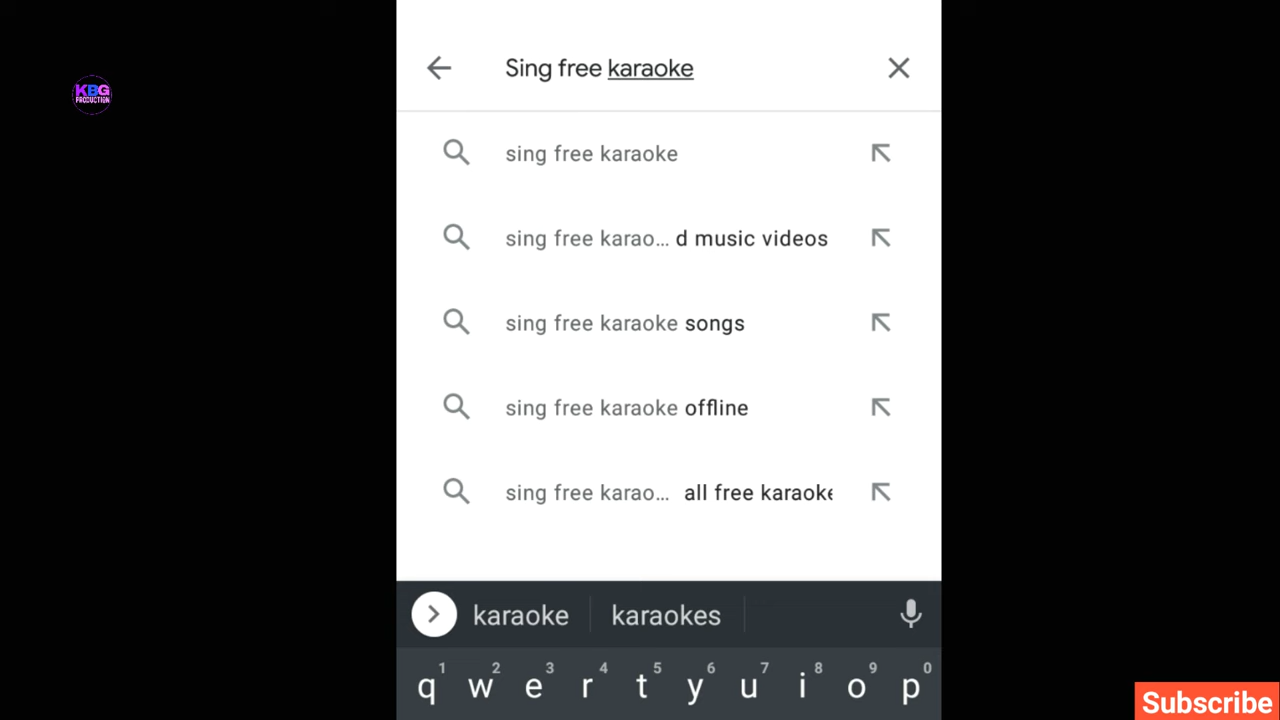 KBG
PRODUCTION
Sing free karaoke
sing free karaoke
sing free karao... d music videos
sing free karaoke songs
sing free karaoke offline
sing free karao... all free karaoke
karaoke karaokes
1 2 3 4 5 6 7 8 9 0
q w e r t y u i o p
Subscribe